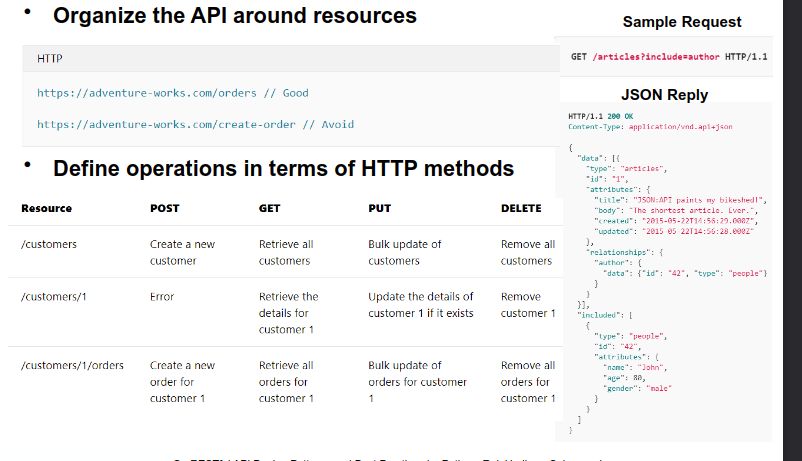 • Organize the API around resources
HTTP
https://adventure-works.com/orders // Good
https://adventure-works.com/create-order // Avoid
• Define operations in terms of HTTP methods
Resource POST GET PUT DELETE
/customers Create a new customer Retrieve all customers Bulk update of customers Remove all customers
/customers/1 Error Retrieve the details for customer 1 Update the details of customer 1 if it exists Remove customer 1
/customers/1/orders Create a new order for customer 1 Retrieve all orders for customer 1 Bulk update of orders for customer 1 Remove all orders for customer 1
Sample Request
GET /articles?include=author HTTP/1.1
JSON Reply
HTTP/1.1 200 OK
Content-Type: application/vnd.api+json
{
"data": [{
"type": "articles",
"id": "1",
"attributes": {
"title": "JSON:API paints my bikeshed!",
"body": "The shortest article. Ever.",
"created": "2015-05-22T14:56:29.000Z",
"updated": "2015-05-22T14:56:28.000Z"
},
"relationships": {
"author": {
"data": {"id": "42", "type": "people"}
}
}
}],
"included": [
{
"type": "people",
"id": "42",
"attributes": {
"name": "John",
"age": 80,
"gender": "male"
}
}
]
}